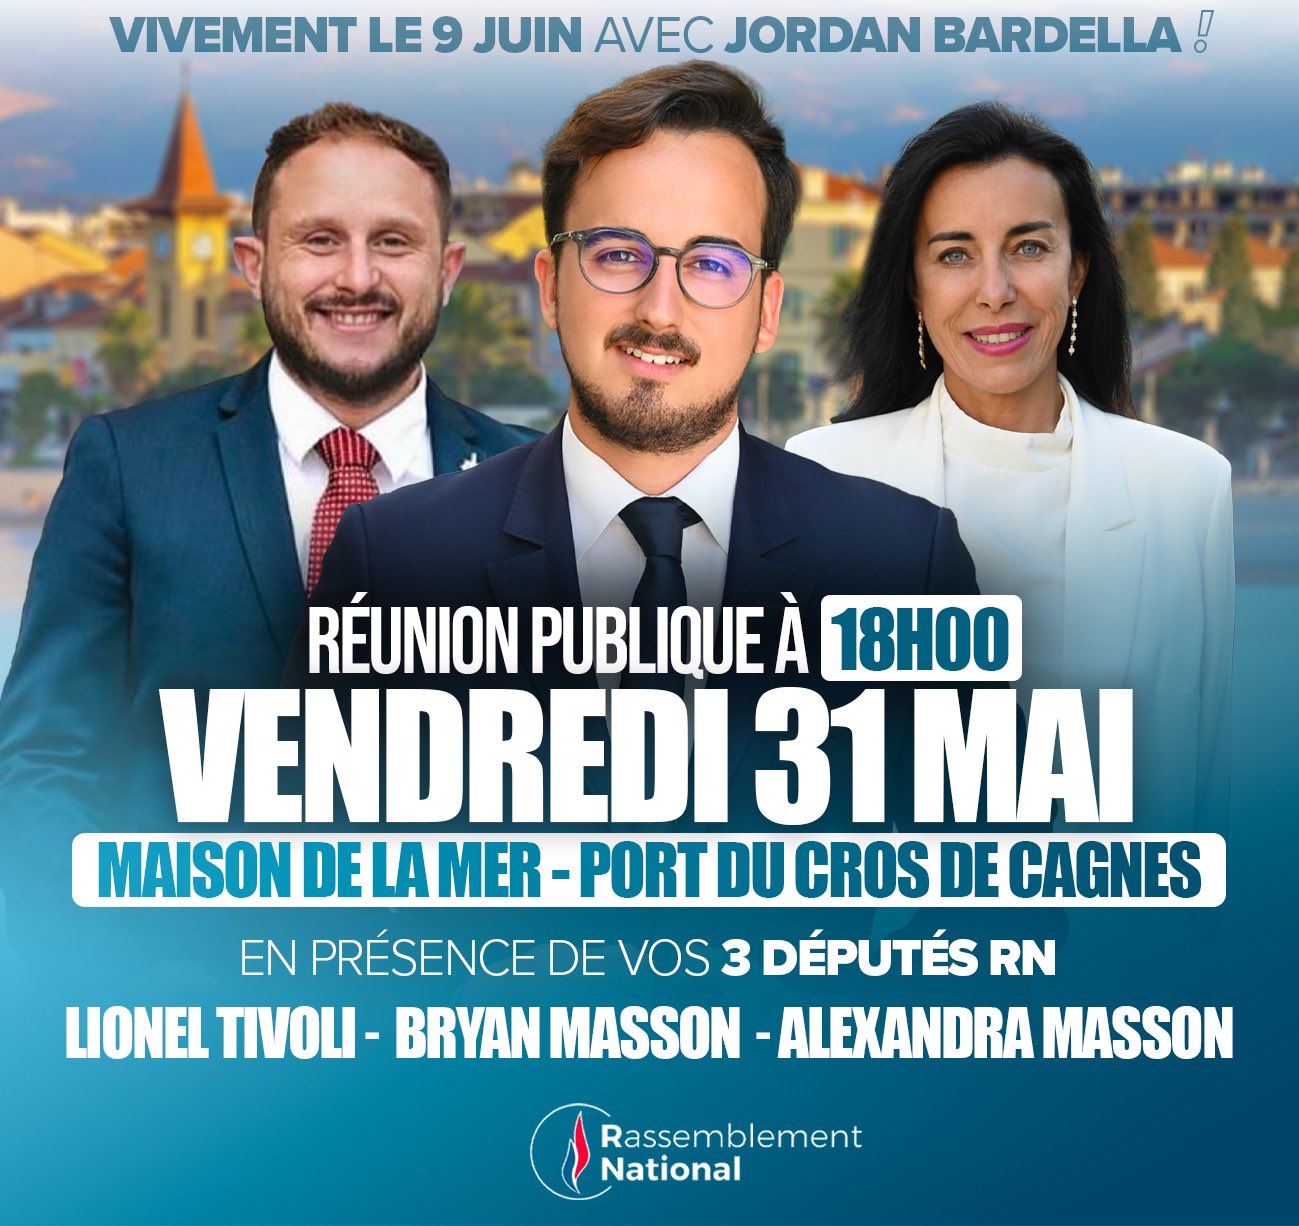 VIVEMENT LE 9 JUIN AVEC JORDAN BARDELLA !
RÉUNION PUBLIQUE À 18H00
VENDREDI 31 MAI
MAISON DE LA MER - PORT DU CROS DE CAGNES
EN PRÉSENCE DE VOS 3 DÉPUTÉS RN
LIONEL TIVOLI - BRYAN MASSON - ALEXANDRA MASSON
Rassemblement
National